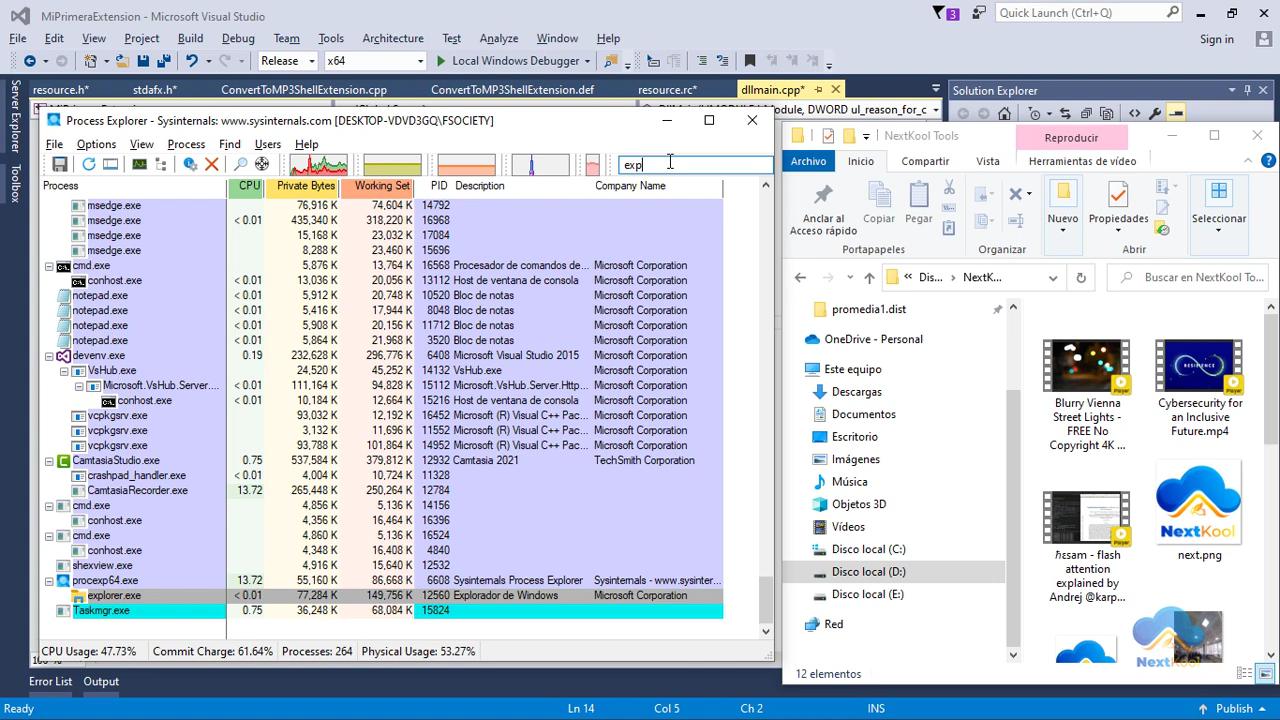 MiPrimeraExtension - Microsoft Visual Studio
3
Quick Launch (Ctrl+Q)
File Edit View Project Build Debug Team Tools Architecture Test Analyze Window Help
Sign in
Release x64 Local Windows Debugger
resource.h* stdafx.h* ConvertToMP3ShellExtension.cpp ConvertToMP3ShellExtension.def resource.rc* dllmain.cpp*
Solution Explorer
Module, DWORD ul_reason_for_c
Server Explorer
Toolbox
Process Explorer - Sysinternals: www.sysinternals.com [DESKTOP-VDVD3GQ\FSOCIETY]
File Options View Process Find Users Help
exp
Process CPU Private Bytes Working Set PID Description Company Name
msedge.exe 76,916 K 74,604 K 14792
msedge.exe < 0.01 435,340 K 318,220 K 16968
msedge.exe 15,168 K 23,032 K 17084
msedge.exe 8,288 K 23,460 K 15696
cmd.exe 5,876 K 13,764 K 16568 Procesador de comandos de... Microsoft Corporation
conhost.exe < 0.01 13,036 K 20,056 K 13112 Host de ventana de consola Microsoft Corporation
notepad.exe < 0.01 5,912 K 20,748 K 10520 Bloc de notas Microsoft Corporation
notepad.exe < 0.01 5,416 K 17,944 K 8048 Bloc de notas Microsoft Corporation
notepad.exe < 0.01 5,908 K 20,156 K 11712 Bloc de notas Microsoft Corporation
notepad.exe < 0.01 5,864 K 21,968 K 3520 Bloc de notas Microsoft Corporation
devenv.exe 0.19 232,628 K 296,776 K 6408 Microsoft Visual Studio 2015 Microsoft Corporation
VsHub.exe < 0.01 24,520 K 45,252 K 14132 VsHub.exe Microsoft Corporation
Microsoft.VsHub.Server.... < 0.01 111,164 K 94,828 K 15112 Microsoft.VsHub.Server.Http... Microsoft Corporation
conhost.exe < 0.01 10,184 K 12,664 K 15216 Host de ventana de consola Microsoft Corporation
vcpkgsrv.exe 93,032 K 12,192 K 16452 Microsoft (R) Visual C++ Pac... Microsoft Corporation
vcpkgsrv.exe < 0.01 3,132 K 11,696 K 14552 Microsoft (R) Visual C++ Pac... Microsoft Corporation
vcpkgsrv.exe < 0.01 93,788 K 101,864 K 14952 Microsoft (R) Visual C++ Pac... Microsoft Corporation
CamtasiaStudio.exe 0.75 537,584 K 379,812 K 12932 Camtasia 2021 TechSmith Corporation
crashpad_handler.exe < 0.01 4,004 K 10,724 K 11328
CamtasiaRecorder.exe 13.72 265,448 K 250,264 K 12784
cmd.exe 4,856 K 5,136 K 14156
conhost.exe 4,356 K 16,464 K 16396
cmd.exe 4,860 K 5,136 K 16524
conhost.exe 4,348 K 16,408 K 4840
shexview.exe 4,916 K 15,640 K 12532
procexp64.exe 13.72 55,160 K 86,668 K 6608 Sysinternals Process Explorer Sysinternals - www.sysinter...
explorer.exe < 0.01 77,284 K 149,756 K 12560 Explorador de Windows Microsoft Corporation
Taskmgr.exe 0.75 36,248 K 68,084 K 15824
CPU Usage: 47.73% Commit Charge: 61.64% Processes: 264 Physical Usage: 53.27%
NextKool Tools
Reproducir
Archivo Inicio Compartir Vista Herramientas de vídeo
Anclar al Acceso rápido
Copiar
Pegar
Nuevo
Propiedades
Seleccionar
Portapapeles Organizar Abrir
Dis... NextK...
Buscar en NextKool Tools
promedia1.dist
OneDrive - Personal
Este equipo
Descargas
Documentos
Escritorio
Imágenes
Música
Objetos 3D
Vídeos
Disco local (C:)
Disco local (D:)
Disco local (E:)
Red
Blurry Vienna
Street Lights -
FREE No
Copyright 4K ...
Cybersecurity for
an Inclusive
Future.mp4
RESILIENCE
Player
ℏεsam - flash
attention
explained by
Andrej @karp...
NextKool
next.png
12 elementos
Error List Output
Ready Ln 14 Col 5 Ch 2 INS Publish